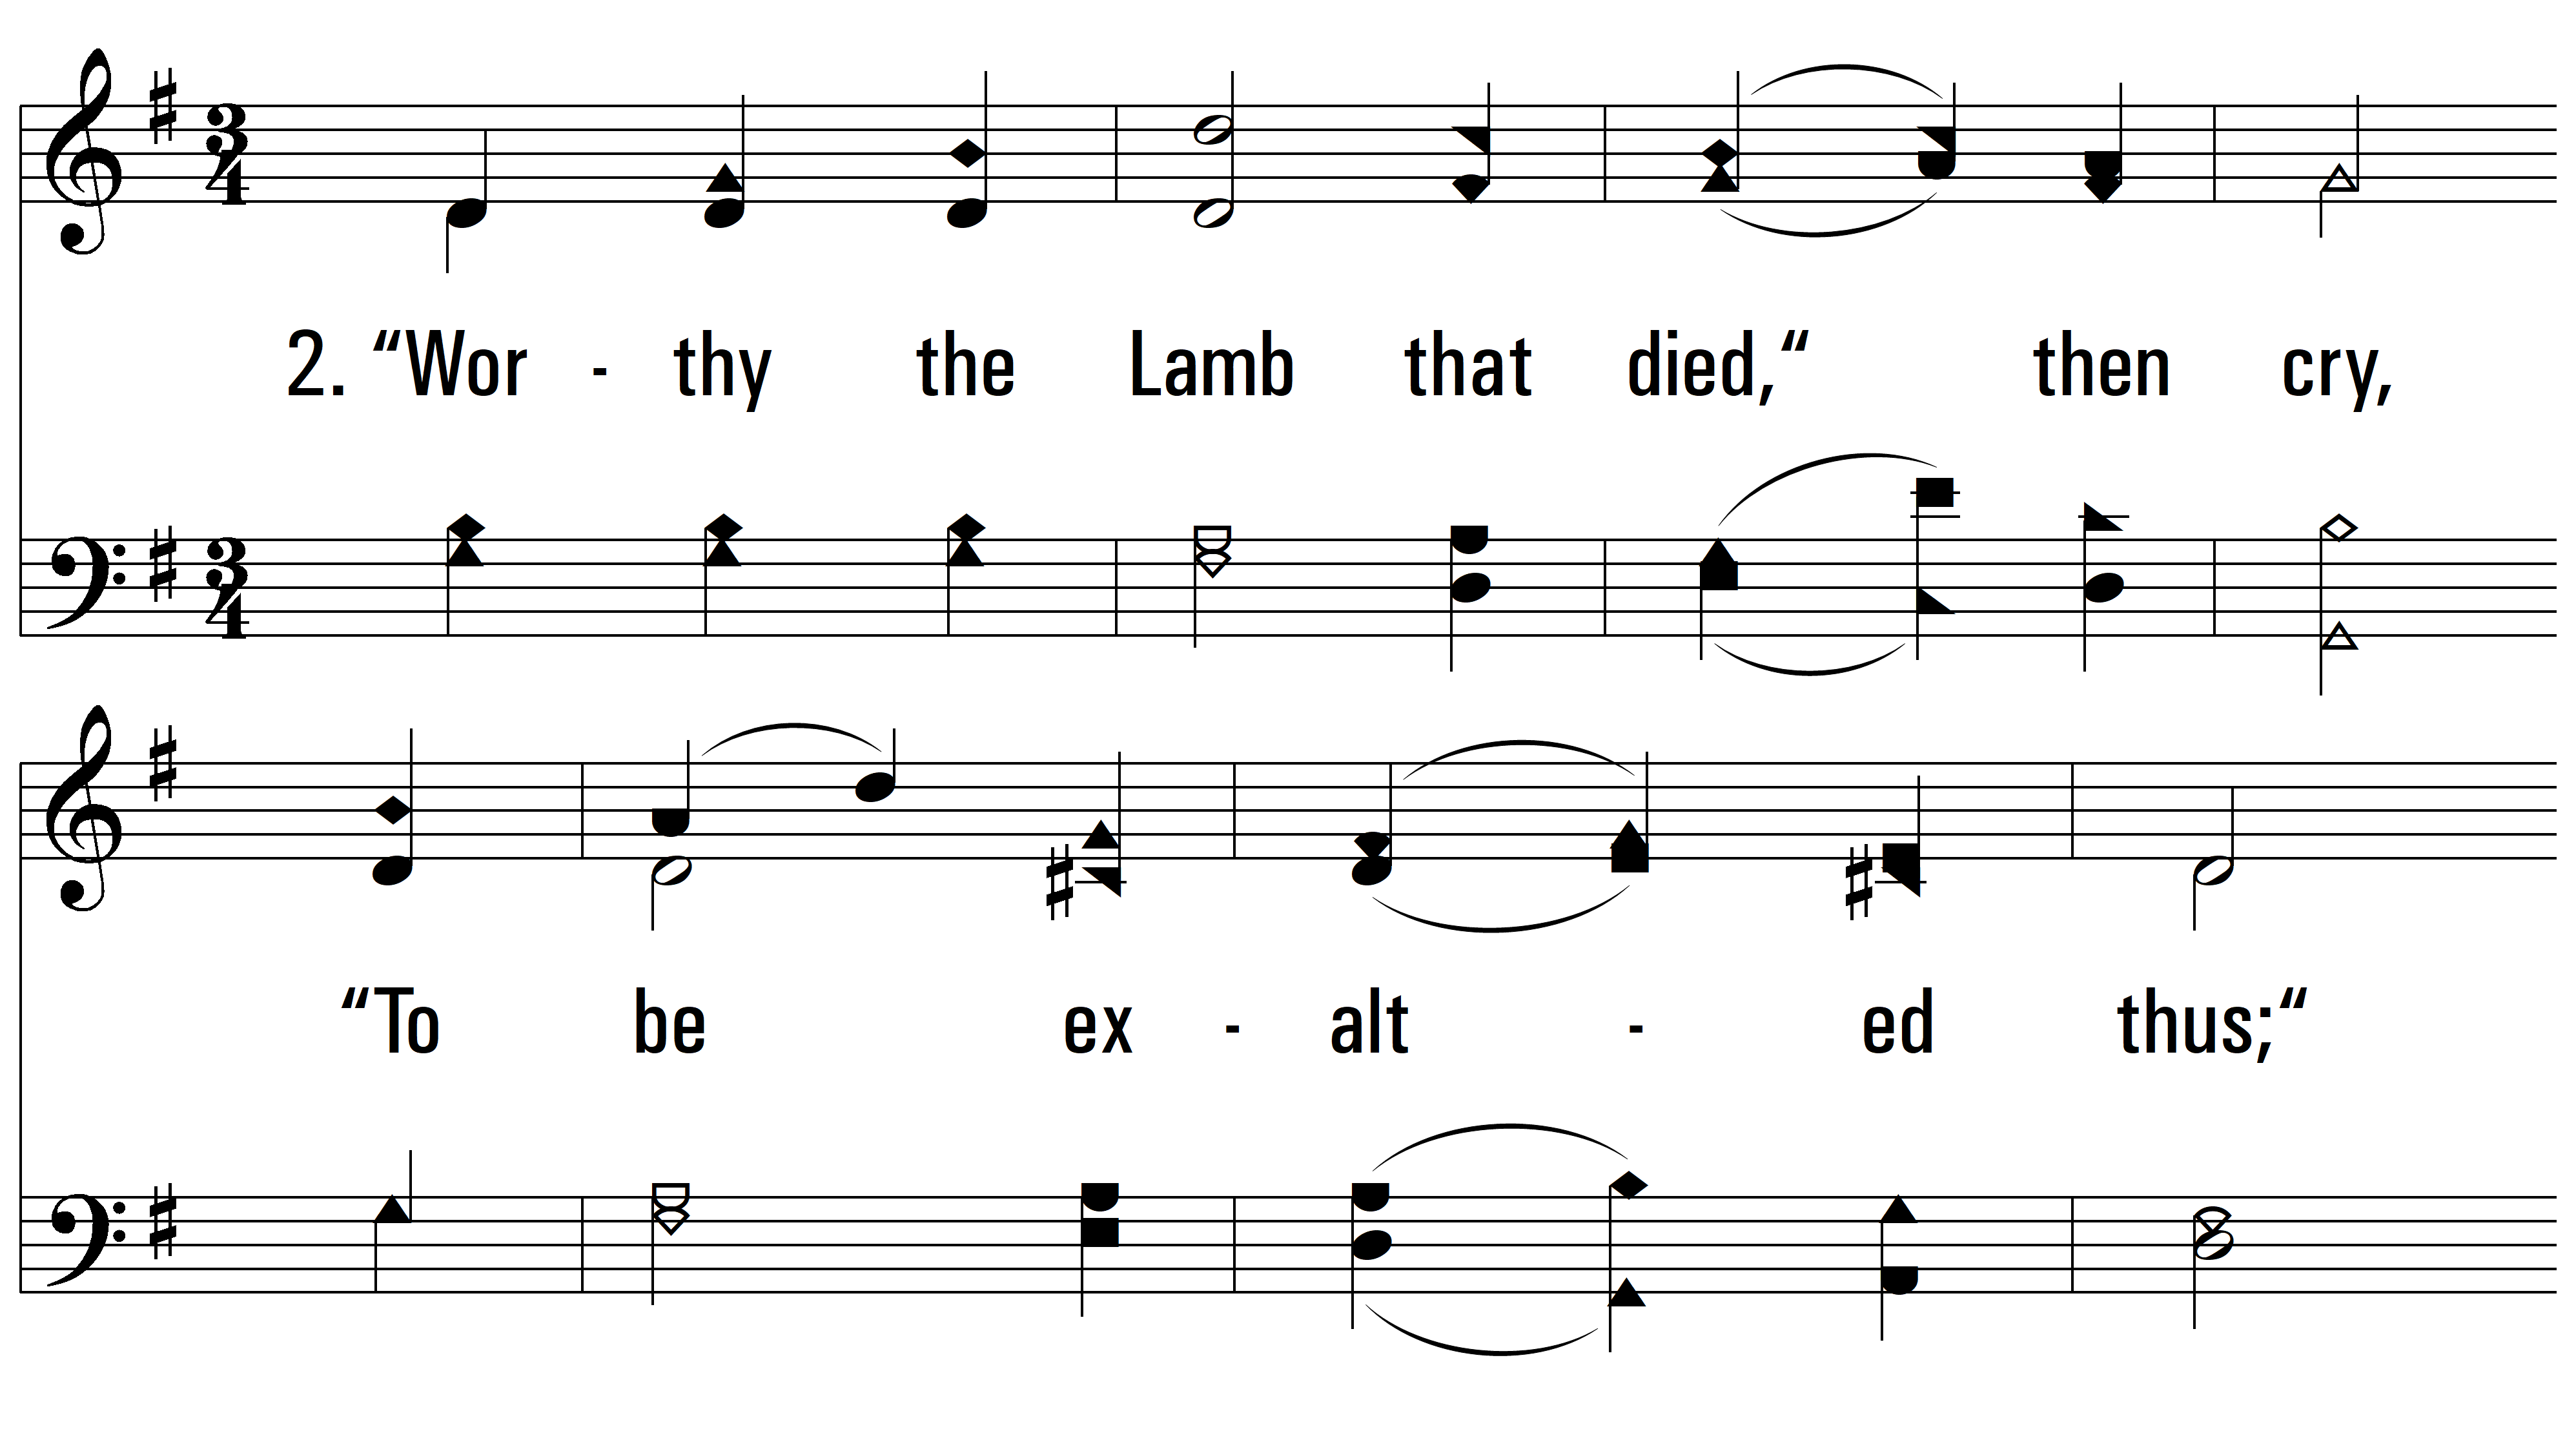 2. “Wor - thy the Lamb that died,“ then cry,
“To be ex - alt - ed thus;“